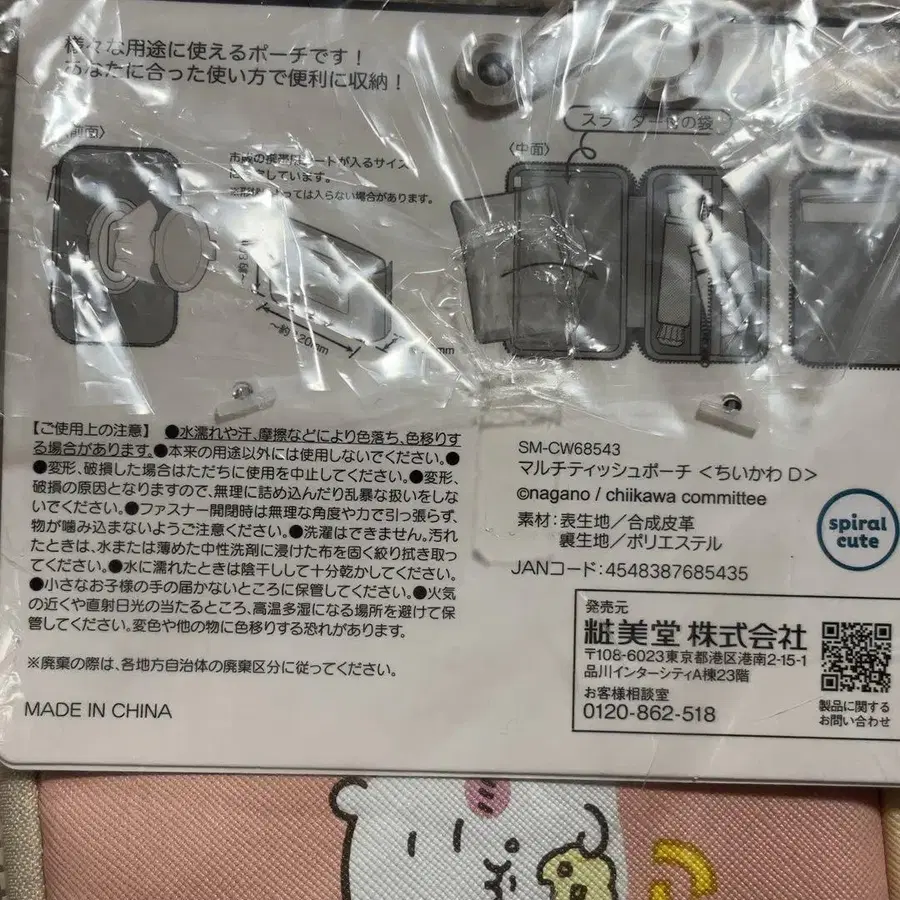 様々な用途に使えるポーチです！
あなたに合った使い方で便利に収納！
スライダー付の袋
〈中面〉
※形状によっては入らない場合があります。
【ご使用上の注意】 ●水濡れや汗、摩擦などにより色落ち、色移りす
る場合があります。●本来の用途以外には使用しないでください。●
●変形、破損した場合はただちに使用を中止してください。●変形、
破損の原因となりますので、無理に詰め込んだり乱暴な扱いをしな
いでください。●ファスナー開閉時は無理な角度や力で引っ張らず、
物が噛み込まないようご注意ください。●洗濯はできません。汚れ
たときは、水または薄めた中性洗剤に浸けた布を固く絞り拭き取っ
てください。●水に濡れたときは陰干しして十分乾かしてください。
●小さなお子様の手の届かないところに保管してください。●火気
の近くや直射日光の当たるところ、高温多湿になる場所を避けて保
管してください。変色や他の物に色移りする恐れがあります。
※廃棄の際は、各地方自治体の廃棄区分に従ってください。
MADE IN CHINA
SM-CW68543
マルチティッシュポーチ ＜ちいかわ D＞
©nagano / chiikawa committee
素材：表生地／合成皮革
裏生地／ポリエステル
JANコード：4548387685435
spiral
cute
発売元
粧美堂 株式会社
〒108-6023東京都港区港南2-15-1
品川インターシティA棟23階
お客様相談室
0120-862-518
製品に関する
お問い合わせ